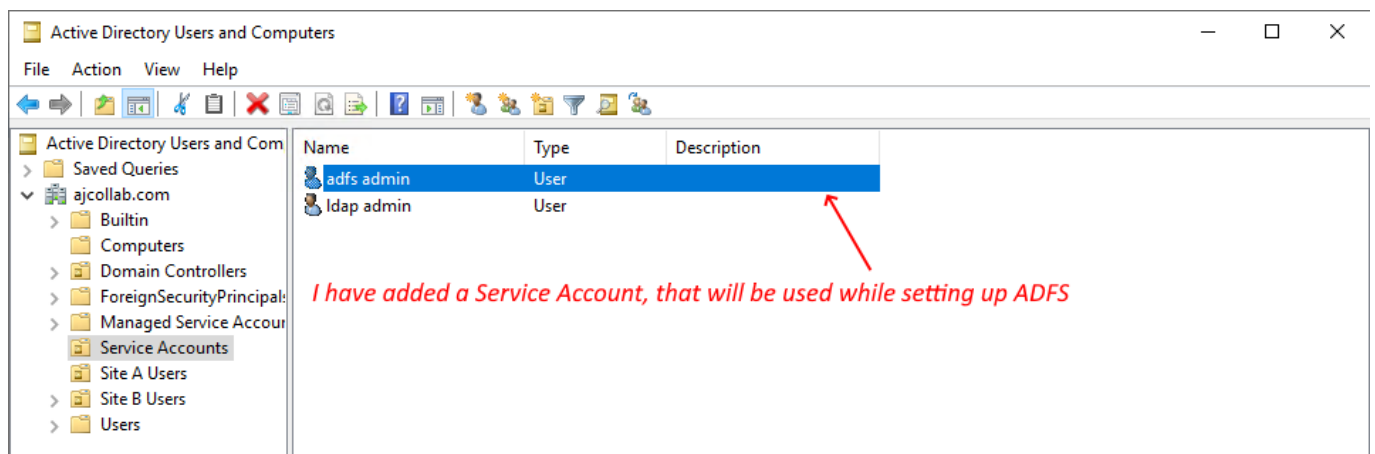 Active Directory Users and Computers
File Action View Help
Active Directory Users and Com
Saved Queries
ajcollab.com
Builtin
Computers
Domain Controllers
ForeignSecurityPrincipals
Managed Service Accour
Service Accounts
Site A Users
Site B Users
Users
Name Type Description
adfs admin User
ldap admin User
I have added a Service Account, that will be used while setting up ADFS